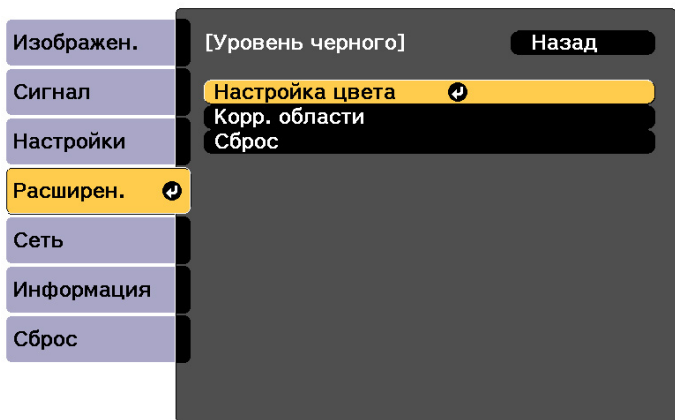 Изображен.
Сигнал
Настройки
Расширен.
Сеть
Информация
Сброс
[Уровень черного] Назад
Настройка цвета
Корр. области
Сброс